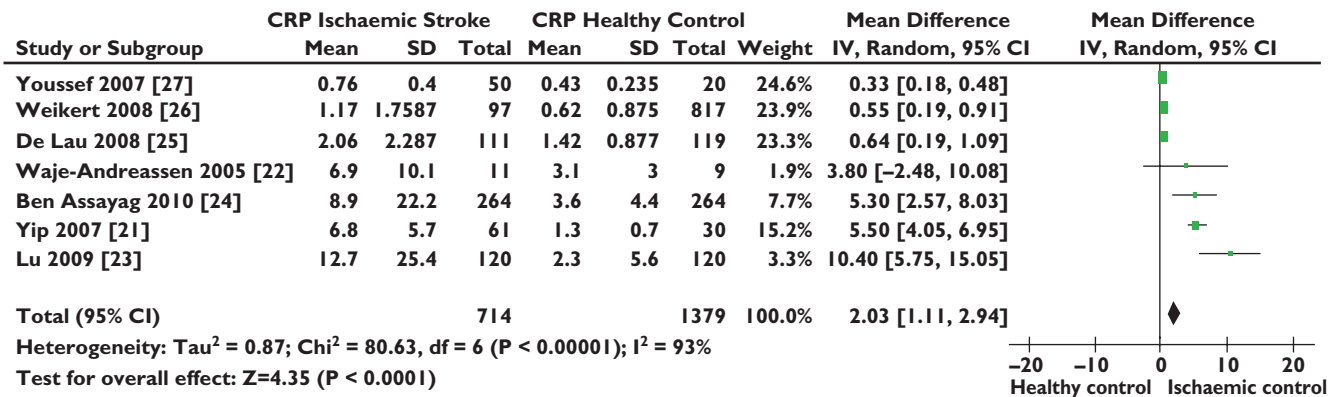 CRP Ischaemic Stroke CRP Healthy Control Mean Difference Mean Difference
Study or Subgroup Mean SD Total Mean SD Total Weight IV, Random, 95% CI IV, Random, 95% CI
Youssef 2007 [27] 0.76 0.4 50 0.43 0.235 20 24.6% 0.33 [0.18, 0.48]
Weikert 2008 [26] 1.17 1.7587 97 0.62 0.875 817 23.9% 0.55 [0.19, 0.91]
De Lau 2008 [25] 2.06 2.287 111 1.42 0.877 119 23.3% 0.64 [0.19, 1.09]
Waje-Andreassen 2005 [22] 6.9 10.1 11 3.1 3 9 1.9% 3.80 [–2.48, 10.08]
Ben Assayag 2010 [24] 8.9 22.2 264 3.6 4.4 264 7.7% 5.30 [2.57, 8.03]
Yip 2007 [21] 6.8 5.7 61 1.3 0.7 30 15.2% 5.50 [4.05, 6.95]
Lu 2009 [23] 12.7 25.4 120 2.3 5.6 120 3.3% 10.40 [5.75, 15.05]
Total (95% CI) 714 1379 100.0% 2.03 [1.11, 2.94]
Heterogeneity: Tau² = 0.87; Chi² = 80.63, df = 6 (P < 0.00001); I² = 93%
Test for overall effect: Z=4.35 (P < 0.0001)
–20 –10 0 10 20
Healthy control Ischaemic control